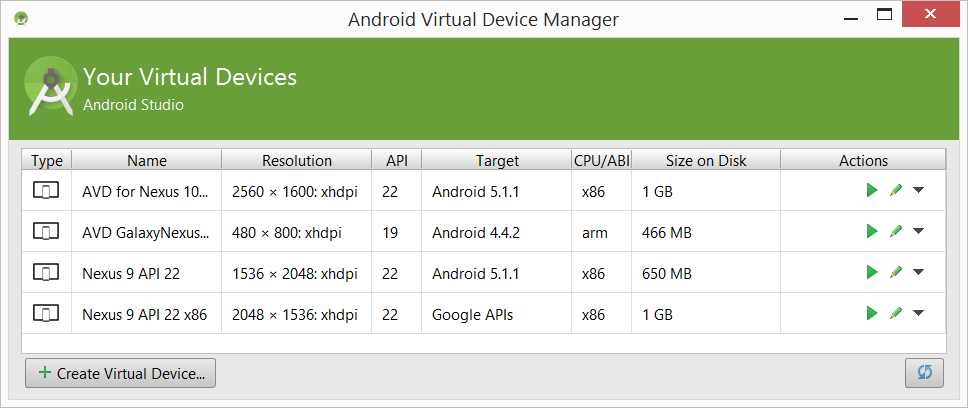 Android Virtual Device Manager
Your Virtual Devices
Android Studio
Type Name Resolution API Target CPU/ABI Size on Disk Actions
AVD for Nexus 10... 2560 × 1600: xhdpi 22 Android 5.1.1 x86 1 GB
AVD GalaxyNexus... 480 × 800: xhdpi 19 Android 4.4.2 arm 466 MB
Nexus 9 API 22 1536 × 2048: xhdpi 22 Android 5.1.1 x86 650 MB
Nexus 9 API 22 x86 2048 × 1536: xhdpi 22 Google APIs x86 1 GB
Create Virtual Device...